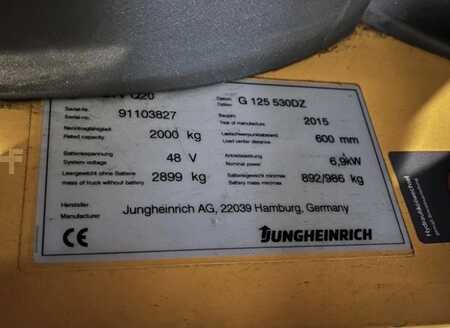 Q20 G 125 530DZ
Serien-Nr. Baujahr
Serial-Nr. 91103827 Year of manufacture 2015
Nenntragfähigkeit Lastschwerpunktabstand
Rated capacity 2000 kg Load center distance 600 mm
Batteriespannung Antriebsleistung
System voltage 48 V Nominal power 6,9kW
Leergewicht ohne Batterie Batteriegewicht min/max
mass of truck without battery 2899 kg Battery mass min/max 892/986 kg
Hersteller
Manufacturer Jungheinrich AG, 22039 Hamburg, Germany
CE JUNGHEINRICH